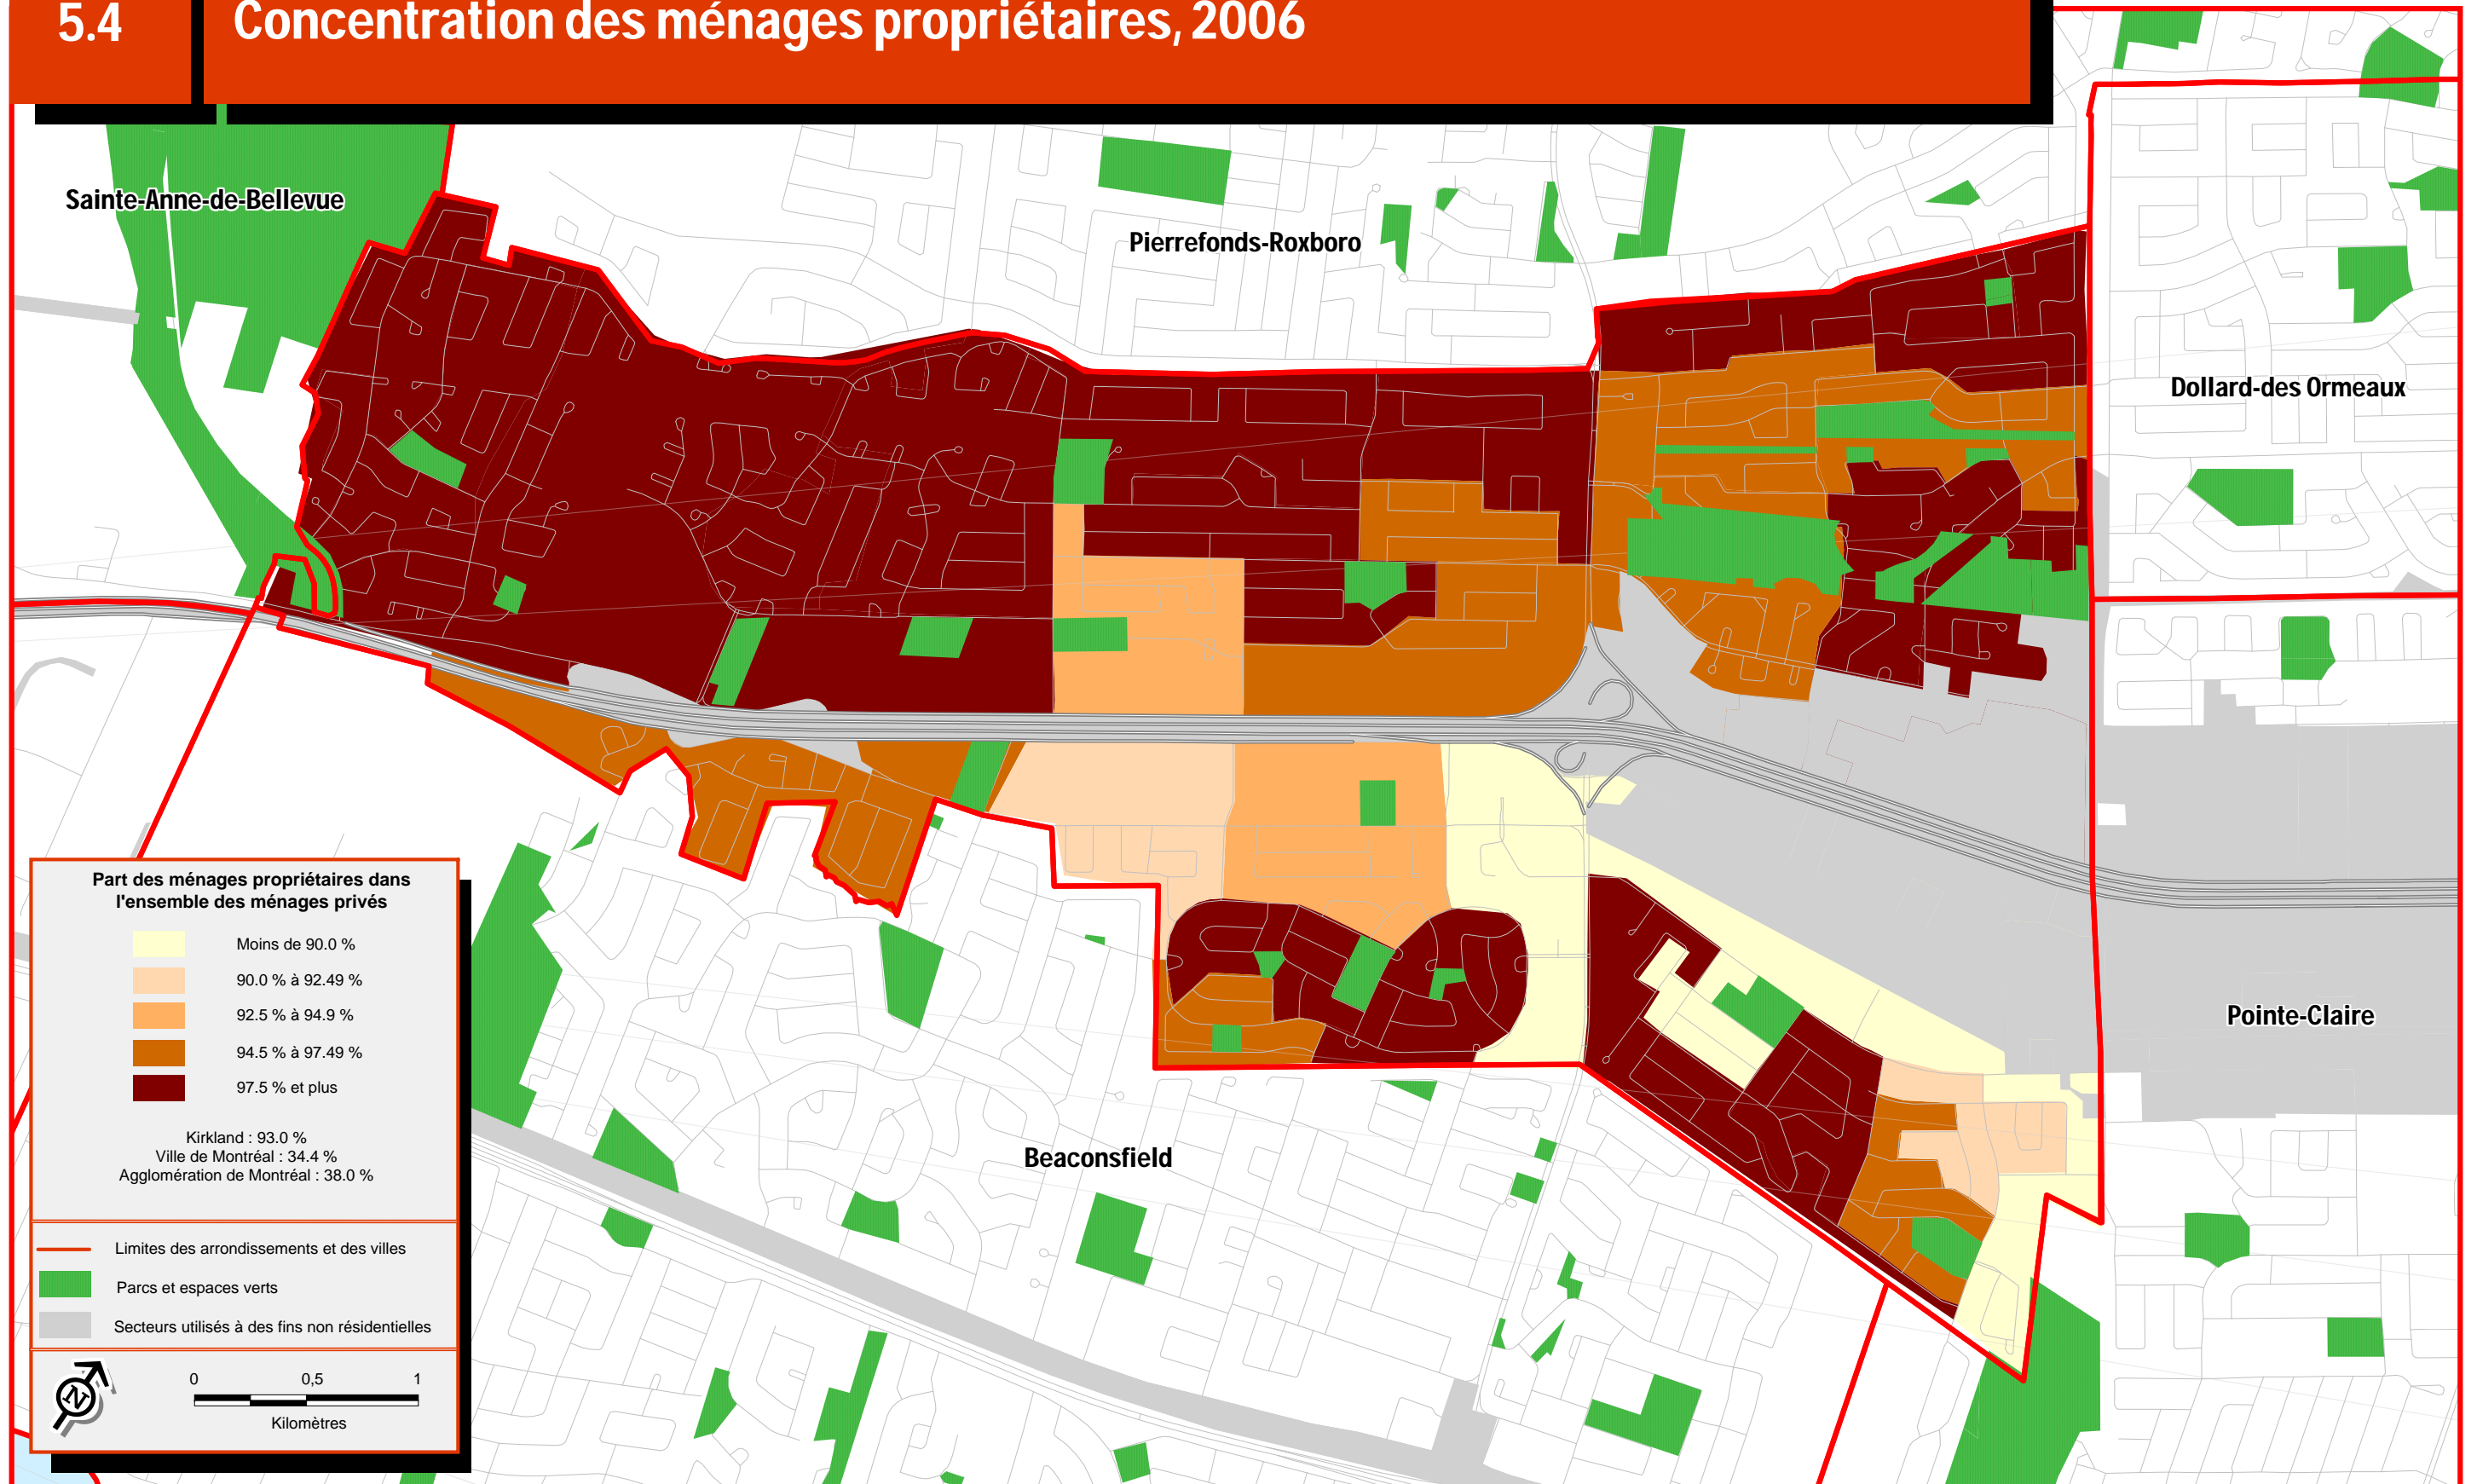 5.4
Concentration des ménages propriétaires, 2006
Sainte-Anne-de-Bellevue
Pierrefonds-Roxboro
Dollard-des Ormeaux
Pointe-Claire
Beaconsfield
Part des ménages propriétaires dans
l'ensemble des ménages privés
Moins de 90.0 %
90.0 % à 92.49 %
92.5 % à 94.9 %
94.5 % à 97.49 %
97.5 % et plus
Kirkland : 93.0 %
Ville de Montréal : 34.4 %
Agglomération de Montréal : 38.0 %
Limites des arrondissements et des villes
Parcs et espaces verts
Secteurs utilisés à des fins non résidentielles
N
0 0,5 1
Kilomètres